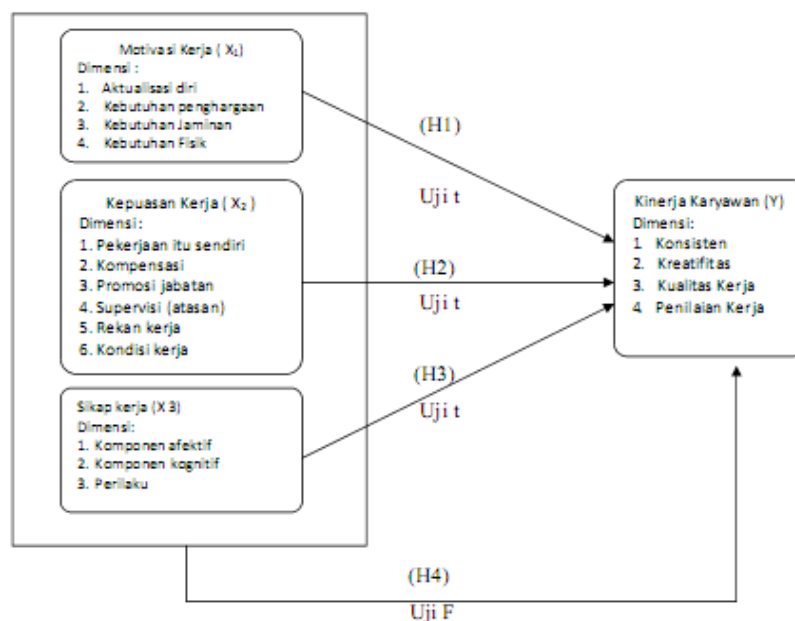 Motivasi Kerja ( X₁)
Dimensi :
1. Aktualisasi diri
2. Kebutuhan penghargaan
3. Kebutuhan Jaminan
4. Kebutuhan Fisik
Kepuasan Kerja ( X₂ )
Dimensi :
1. Pekerjaan itu sendiri
2. Kompensasi
3. Promosi jabatan
4. Supervisi (atasan)
5. Rekan kerja
6. Kondisi kerja
Sikap kerja (X 3)
Dimensi:
1. Komponen afektif
2. Komponen kognitif
3. Perilaku
(H1)
Uji t
(H2)
Uji t
(H3)
Uji t
Kinerja Karyawan (Y)
Dimensi:
1 Konsisten
2. Kreatifitas
3. Kualitas Kerja
4. Penilaian Kerja
(H4)
Uji F